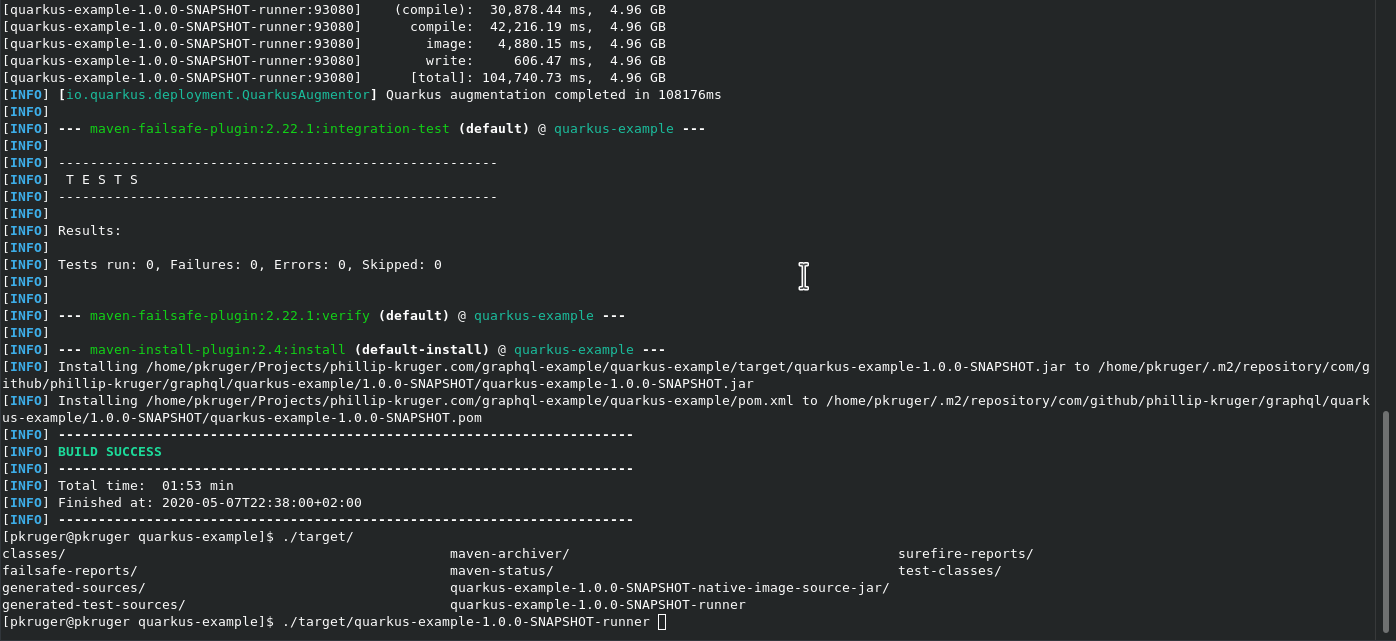 [quarkus-example-1.0.0-SNAPSHOT-runner:93080]    (compile):  30,878.44 ms,  4.96 GB
[quarkus-example-1.0.0-SNAPSHOT-runner:93080]      compile:  42,216.19 ms,  4.96 GB
[quarkus-example-1.0.0-SNAPSHOT-runner:93080]        image:   4,880.15 ms,  4.96 GB
[quarkus-example-1.0.0-SNAPSHOT-runner:93080]        write:     606.47 ms,  4.96 GB
[quarkus-example-1.0.0-SNAPSHOT-runner:93080]      [total]: 104,740.73 ms,  4.96 GB
[INFO] [io.quarkus.deployment.QuarkusAugmentor] Quarkus augmentation completed in 108176ms
[INFO]
[INFO] --- maven-failsafe-plugin:2.22.1:integration-test (default) @ quarkus-example ---
[INFO]
[INFO] -------------------------------------------------------
[INFO]  T E S T S
[INFO] -------------------------------------------------------
[INFO]
[INFO] Results:
[INFO]
[INFO] Tests run: 0, Failures: 0, Errors: 0, Skipped: 0
[INFO]
[INFO]
[INFO] --- maven-failsafe-plugin:2.22.1:verify (default) @ quarkus-example ---
[INFO]
[INFO] --- maven-install-plugin:2.4:install (default-install) @ quarkus-example ---
[INFO] Installing /home/pkruger/Projects/phillip-kruger.com/graphql-example/quarkus-example/target/quarkus-example-1.0.0-SNAPSHOT.jar to /home/pkruger/.m2/repository/com/g
ithub/phillip-kruger/graphql/quarkus-example/1.0.0-SNAPSHOT/quarkus-example-1.0.0-SNAPSHOT.jar
[INFO] Installing /home/pkruger/Projects/phillip-kruger.com/graphql-example/quarkus-example/pom.xml to /home/pkruger/.m2/repository/com/github/phillip-kruger/graphql/quark
us-example/1.0.0-SNAPSHOT/quarkus-example-1.0.0-SNAPSHOT.pom
[INFO] ------------------------------------------------------------------------
[INFO] BUILD SUCCESS
[INFO] ------------------------------------------------------------------------
[INFO] Total time:  01:53 min
[INFO] Finished at: 2020-05-07T22:38:00+02:00
[INFO] ------------------------------------------------------------------------
[pkruger@pkruger quarkus-example]$ ./target/
classes/                                                maven-archiver/                                         surefire-reports/
failsafe-reports/                                       maven-status/                                           test-classes/
generated-sources/                                      quarkus-example-1.0.0-SNAPSHOT-native-image-source-jar/
generated-test-sources/                                 quarkus-example-1.0.0-SNAPSHOT-runner
[pkruger@pkruger quarkus-example]$ ./target/quarkus-example-1.0.0-SNAPSHOT-runner